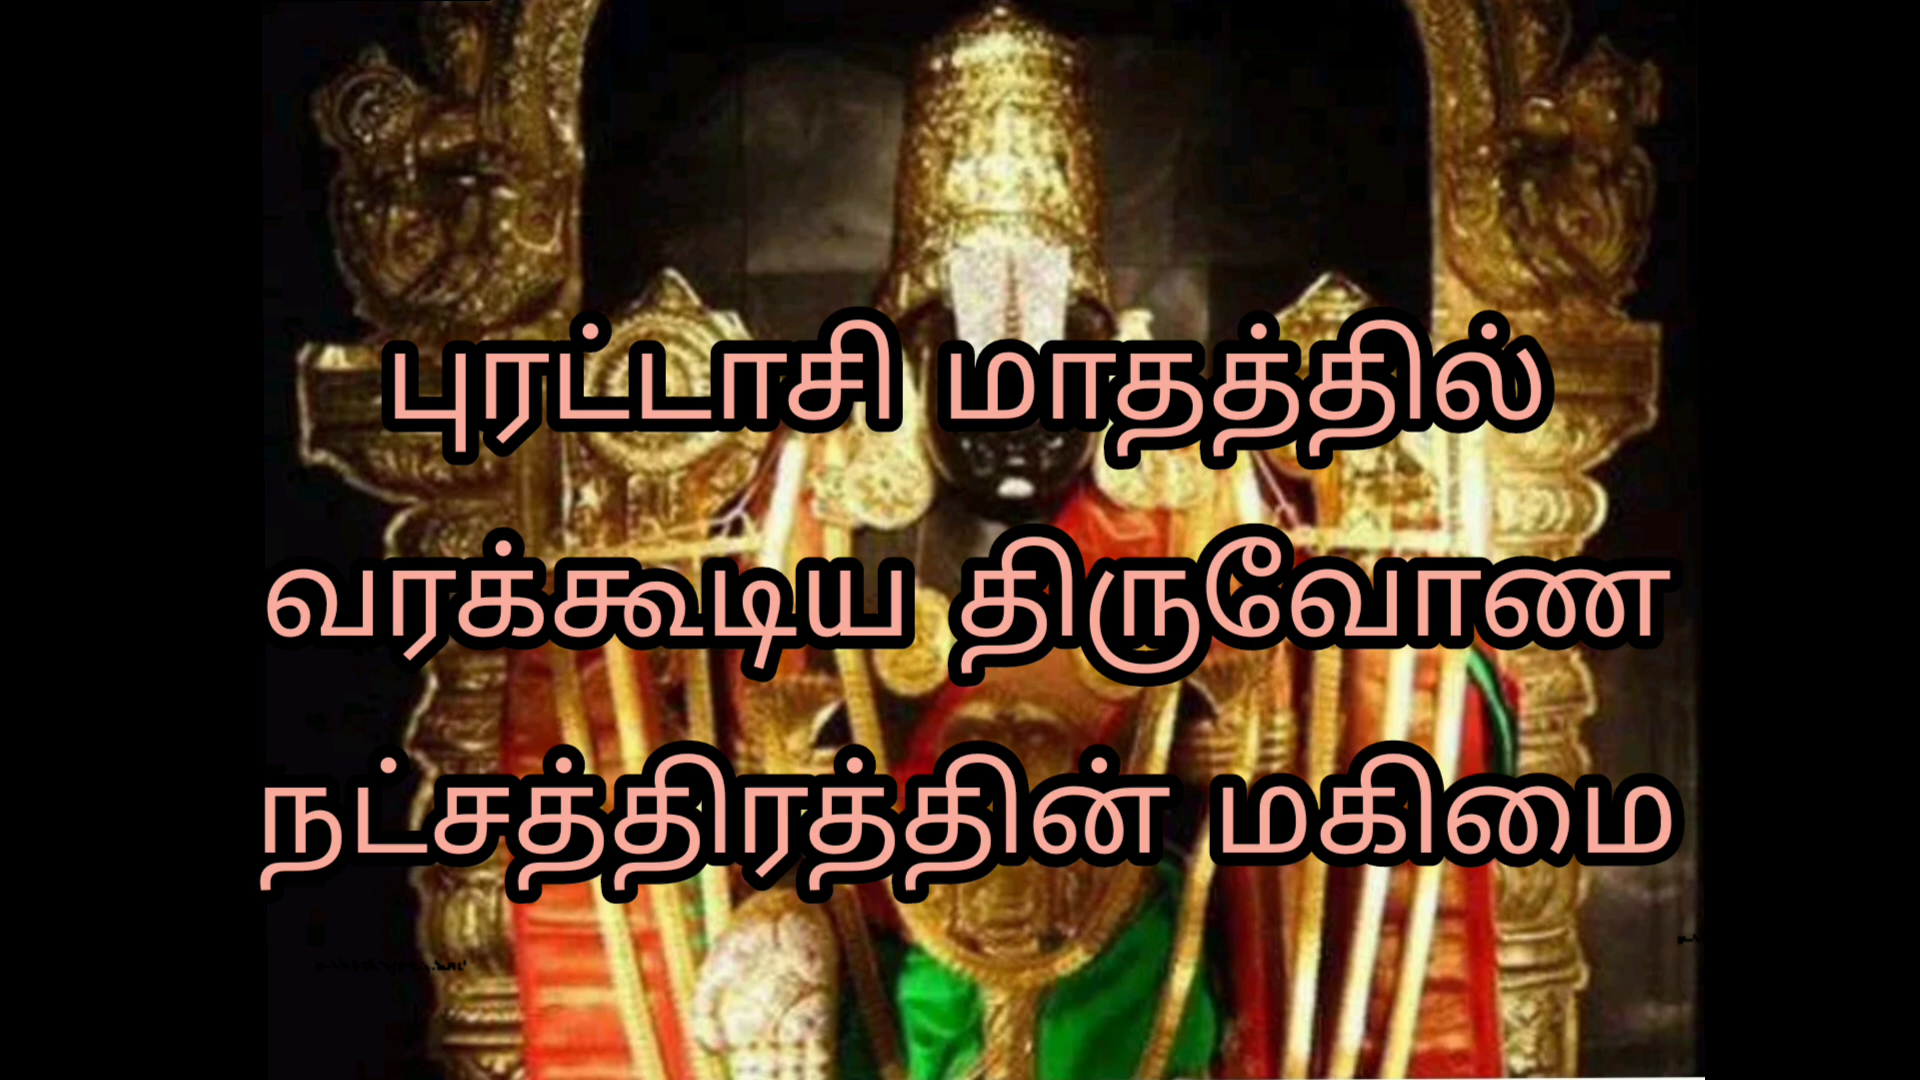 புரட்டாசி மாதத்தில்
வரக்கூடிய திருவோண
நட்சத்திரத்தின் மகிமை